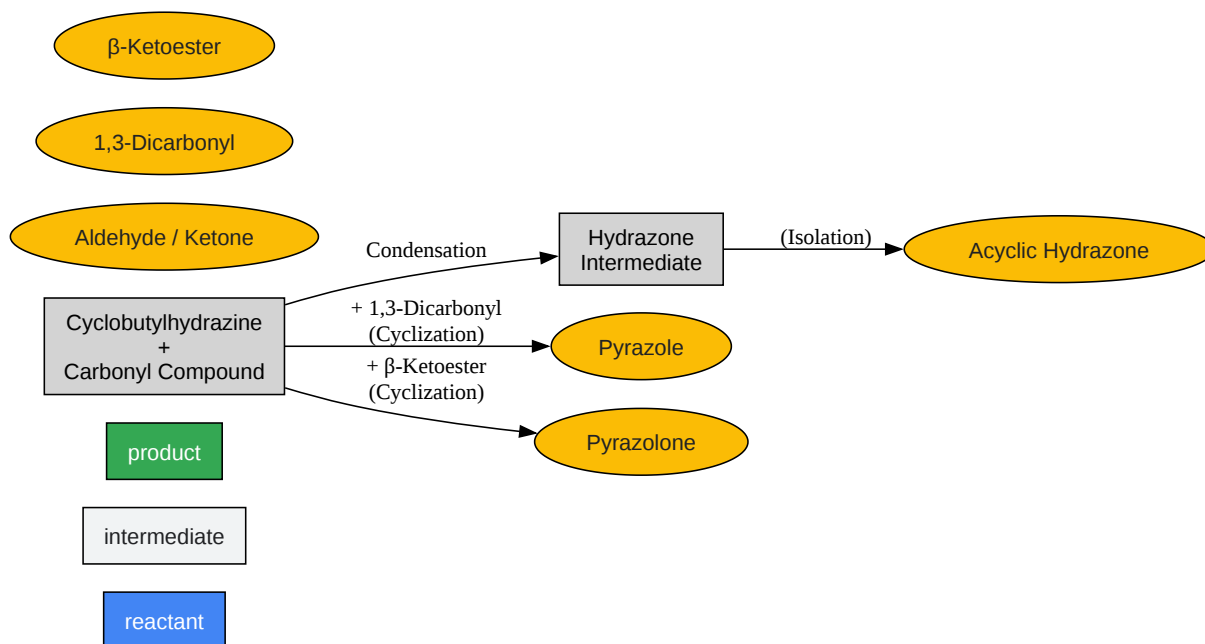 β-Ketoester
1,3-Dicarbonyl
Aldehyde / Ketone
Cyclobutylhydrazine
+
Carbonyl Compound
product
intermediate
reactant
Condensation
+ 1,3-Dicarbonyl
(Cyclization)
+ β-Ketoester
(Cyclization)
Hydrazone
Intermediate
Pyrazole
Pyrazolone
(Isolation)
Acyclic Hydrazone